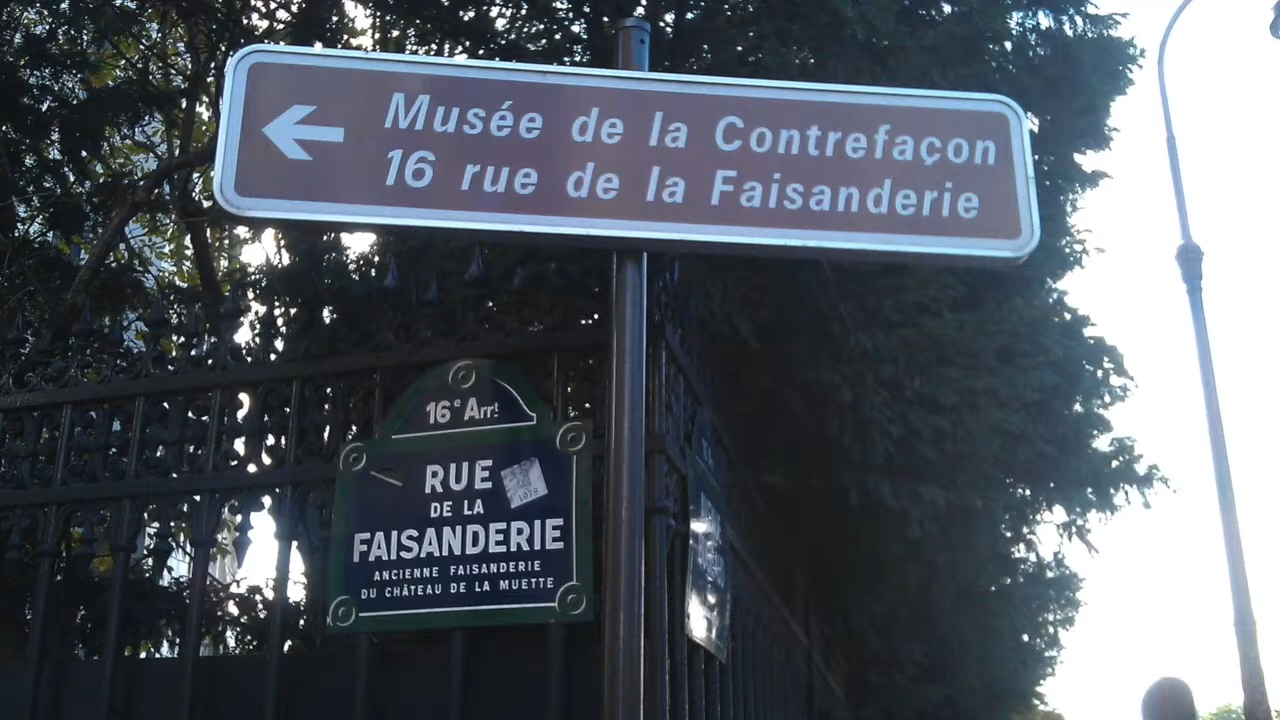 Musée de la Contrefaçon
16 rue de la Faisanderie
16e Arrt
RUE
DE LA
FAISANDERIE
ANCIENNE FAISANDERIE
DU CHÂTEAU DE LA MUETTE